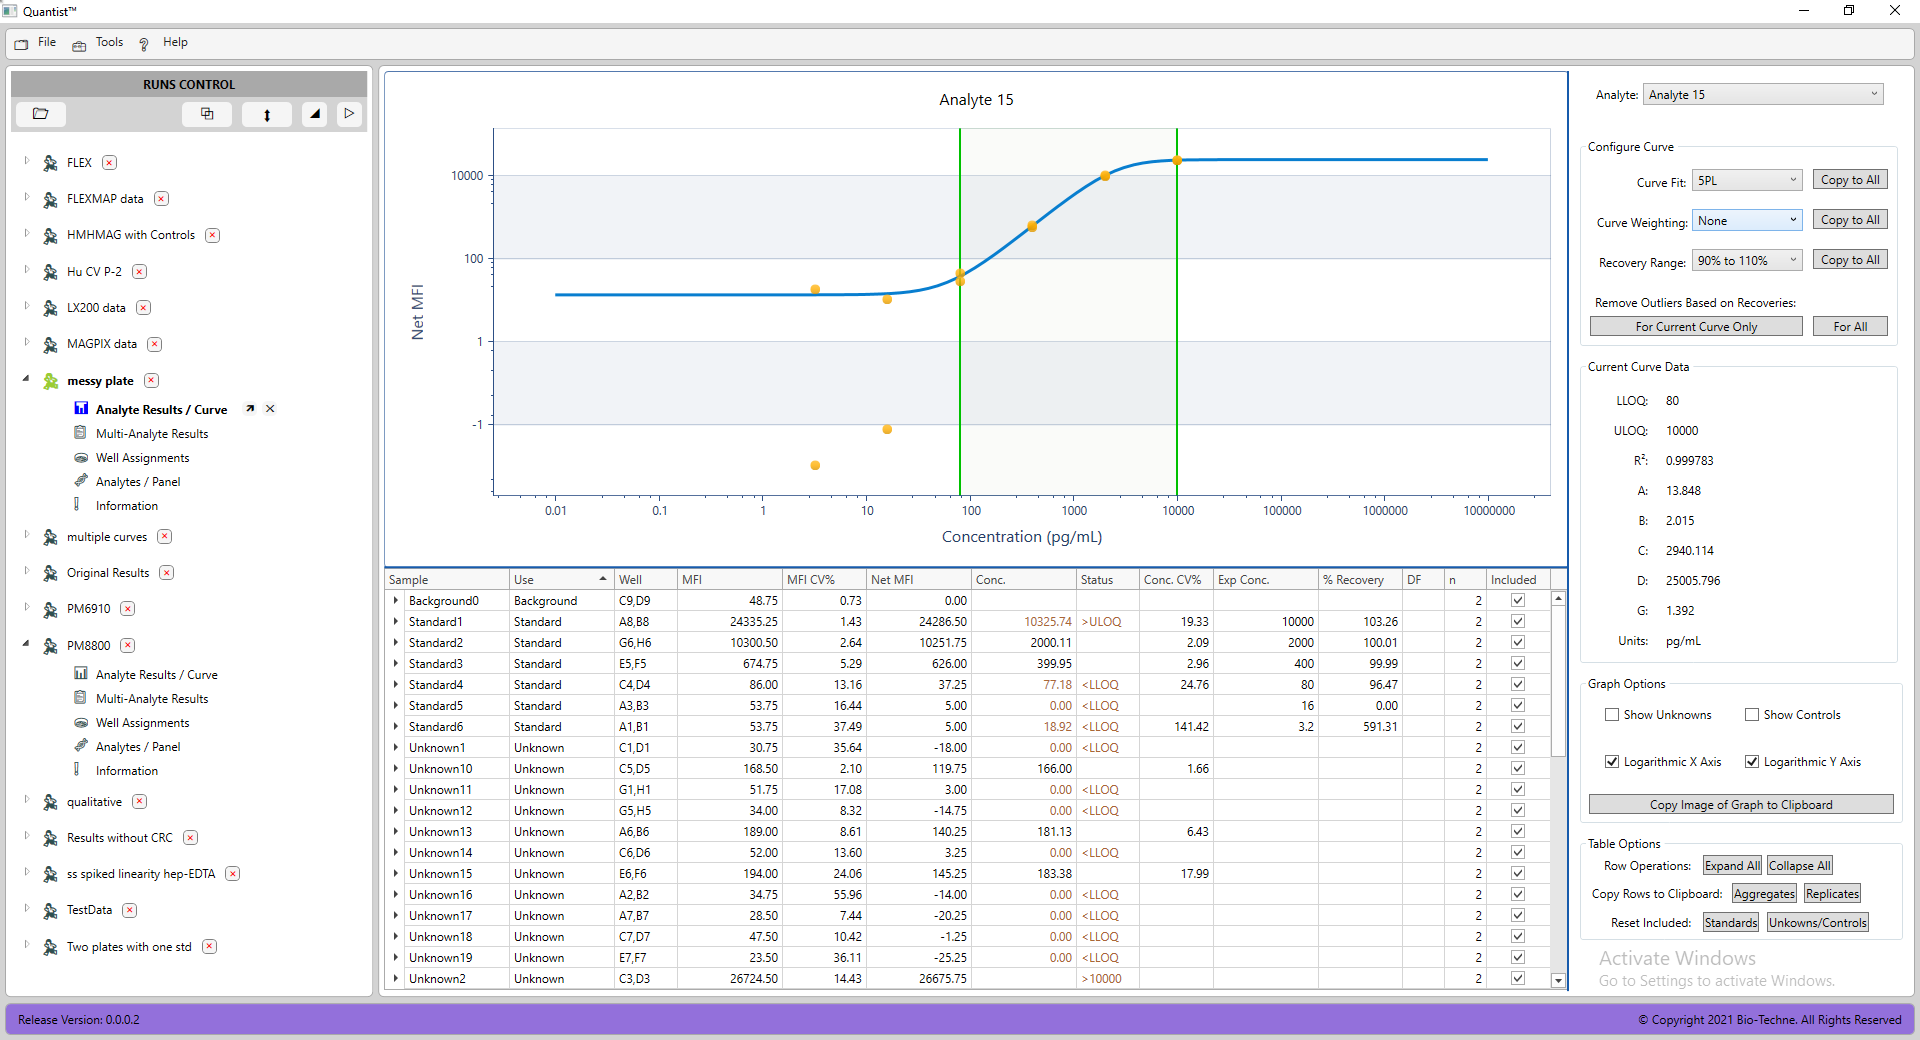 Quantist™
File Tools Help
RUNS CONTROL
FLEX
FLEXMAP data
HMHMAG with Controls
Hu CV P-2
LX200 data
MAGPIX data
messy plate
Analyte Results / Curve
Multi-Analyte Results
Well Assignments
Analytes / Panel
Information
multiple curves
Original Results
PM6910
PM8800
Analyte Results / Curve
Multi-Analyte Results
Well Assignments
Analytes / Panel
Information
qualitative
Results without CRC
ss spiked linearity hep-EDTA
TestData
Two plates with one std
Analyte 15
Net MFI
10000
100
1
-1
0.01 0.1 1 10 100 1000 10000 100000 1000000 10000000
Concentration (pg/mL)
Sample Use Well MFI MFI CV% Net MFI Conc. Status Conc. CV% Exp Conc. % Recovery DF n Included
Background0 Background C9,D9 48.75 0.73 0.00 2
Standard1 Standard A8,B8 24335.25 1.43 24286.50 10325.74 >ULOQ 19.33 10000 103.26 2
Standard2 Standard G6,H6 10300.50 2.64 10251.75 2000.11 2.09 2000 100.01 2
Standard3 Standard E5,F5 674.75 5.29 626.00 399.95 2.96 400 99.99 2
Standard4 Standard C4,D4 86.00 13.16 37.25 77.18 <LLOQ 24.76 80 96.47 2
Standard5 Standard A3,B3 53.75 16.44 5.00 0.00 <LLOQ 16 0.00 2
Standard6 Standard A1,B1 53.75 37.49 5.00 18.92 <LLOQ 141.42 3.2 591.31 2
Unknown1 Unknown C1,D1 30.75 35.64 -18.00 0.00 <LLOQ 2
Unknown10 Unknown C5,D5 168.50 2.10 119.75 166.00 1.66 2
Unknown11 Unknown G1,H1 51.75 17.08 3.00 0.00 <LLOQ 2
Unknown12 Unknown G5,H5 34.00 8.32 -14.75 0.00 <LLOQ 2
Unknown13 Unknown A6,B6 189.00 8.61 140.25 181.13 6.43 2
Unknown14 Unknown C6,D6 52.00 13.60 3.25 0.00 <LLOQ 2
Unknown15 Unknown E6,F6 194.00 24.06 145.25 183.38 17.99 2
Unknown16 Unknown A2,B2 34.75 55.96 -14.00 0.00 <LLOQ 2
Unknown17 Unknown A7,B7 28.50 7.44 -20.25 0.00 <LLOQ 2
Unknown18 Unknown C7,D7 47.50 10.42 -1.25 0.00 <LLOQ 2
Unknown19 Unknown E7,F7 23.50 36.11 -25.25 0.00 <LLOQ 2
Unknown2 Unknown C3,D3 26724.50 14.43 26675.75 >10000 2
Analyte: Analyte 15
Configure Curve
Curve Fit: 5PL Copy to All
Curve Weighting: None Copy to All
Recovery Range: 90% to 110% Copy to All
Remove Outliers Based on Recoveries:
For Current Curve Only For All
Current Curve Data
LLOQ: 80
ULOQ: 10000
R²: 0.999783
A: 13.848
B: 2.015
C: 2940.114
D: 25005.796
G: 1.392
Units: pg/mL
Graph Options
Show Unknowns Show Controls
Logarithmic X Axis Logarithmic Y Axis
Copy Image of Graph to Clipboard
Table Options
Row Operations: Expand All Collapse All
Copy Rows to Clipboard: Aggregates Replicates
Reset Included: Standards Unkowns/Controls
Activate Windows
Go to Settings to activate Windows.
Release Version: 0.0.0.2
© Copyright 2021 Bio-Techne. All Rights Reserved